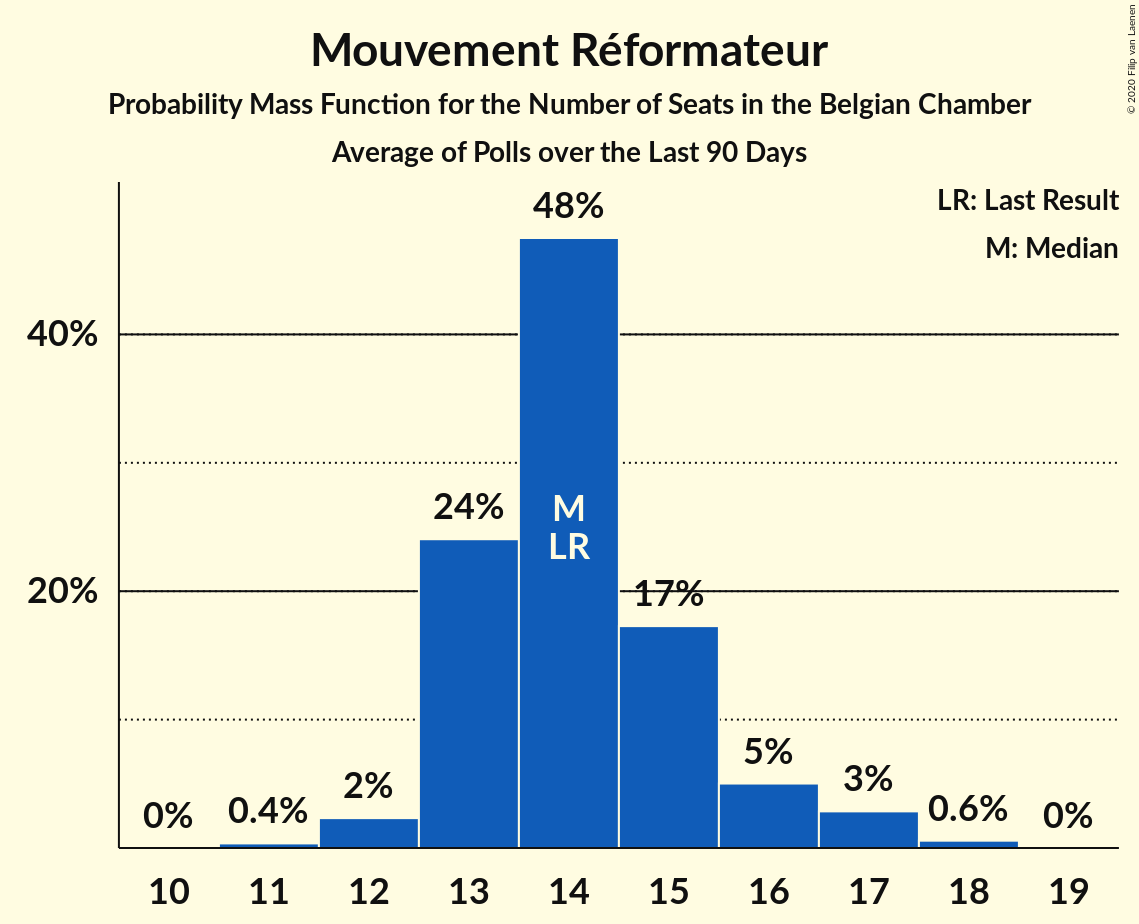 Mouvement Réformateur
Probability Mass Function for the Number of Seats in the Belgian Chamber
Average of Polls over the Last 90 Days
© 2020 Filip van Laenen
LR: Last Result
M: Median
48%
40%
24%
M
LR
20%
17%
5%
3%
2%
0.4%
0.6%
0%
0%
10 11 12 13 14 15 16 17 18 19